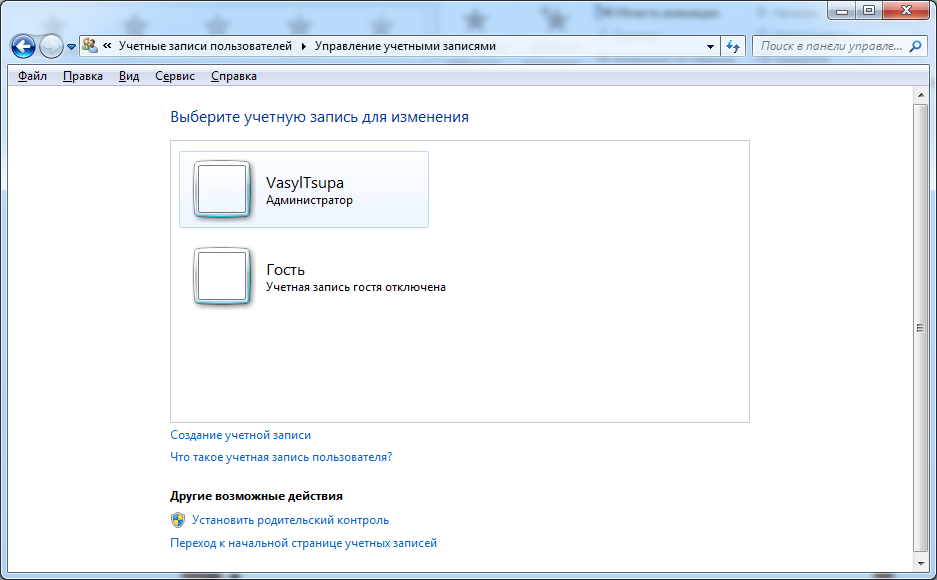 « Учетные записи пользователей Управление учетными записями Поиск в панели управле...
Файл Правка Вид Сервис Справка
Выберите учетную запись для изменения
VasylTsupa
Администратор
Гость
Учетная запись гостя отключена
Создание учетной записи
Что такое учетная запись пользователя?
Другие возможные действия
Установить родительский контроль
Переход к начальной странице учетных записей